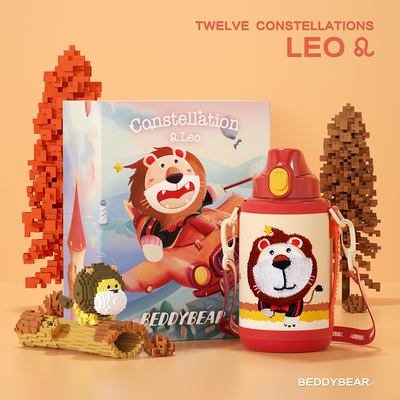 TWELVE CONSTELLATIONS
LEO ♌
Constellation
♌ Leo
BEDDYBEAR
BEDDYBEAR